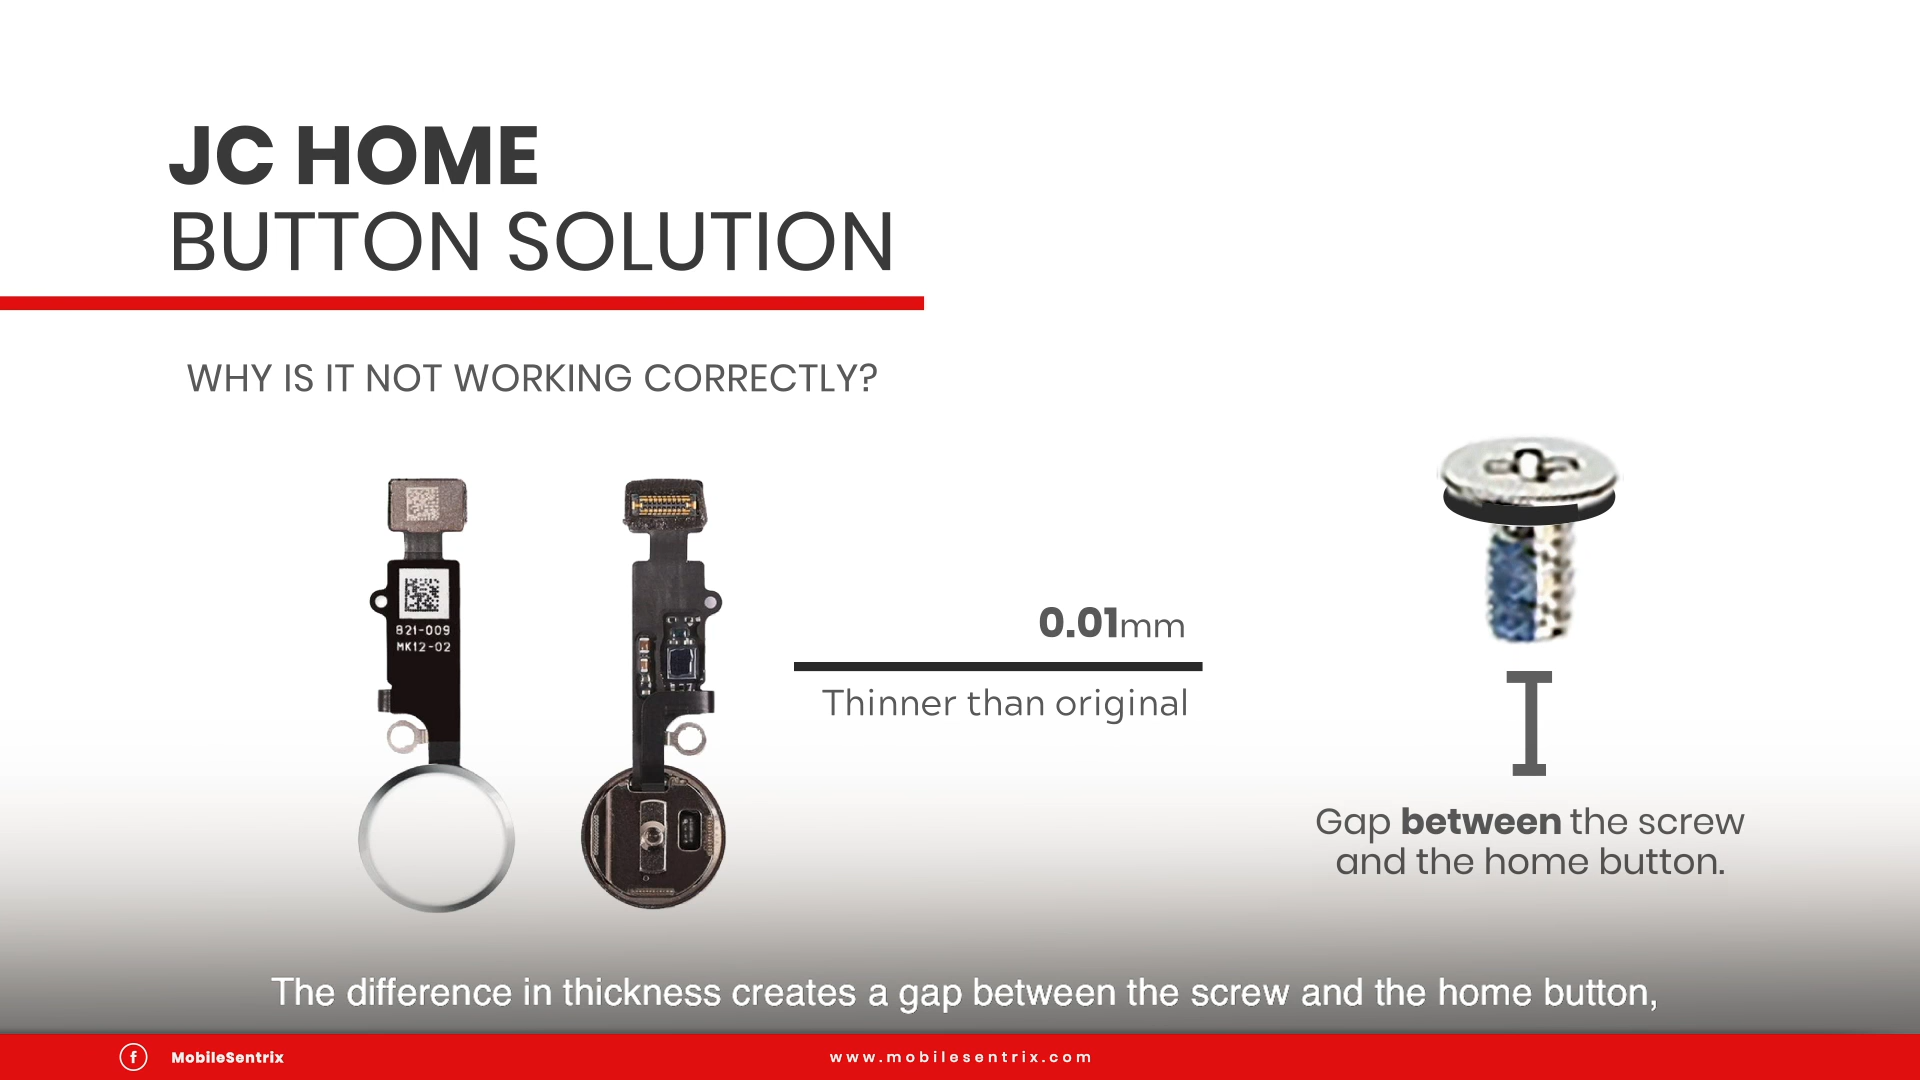 JC HOME
BUTTON SOLUTION
WHY IS IT NOT WORKING CORRECTLY?
821-009
MK12-02
0.01mm
Thinner than original
Gap between the screw
and the home button.
The difference in thickness creates a gap between the screw and the home button,
f MobileSentrix
www.mobilesentrix.com